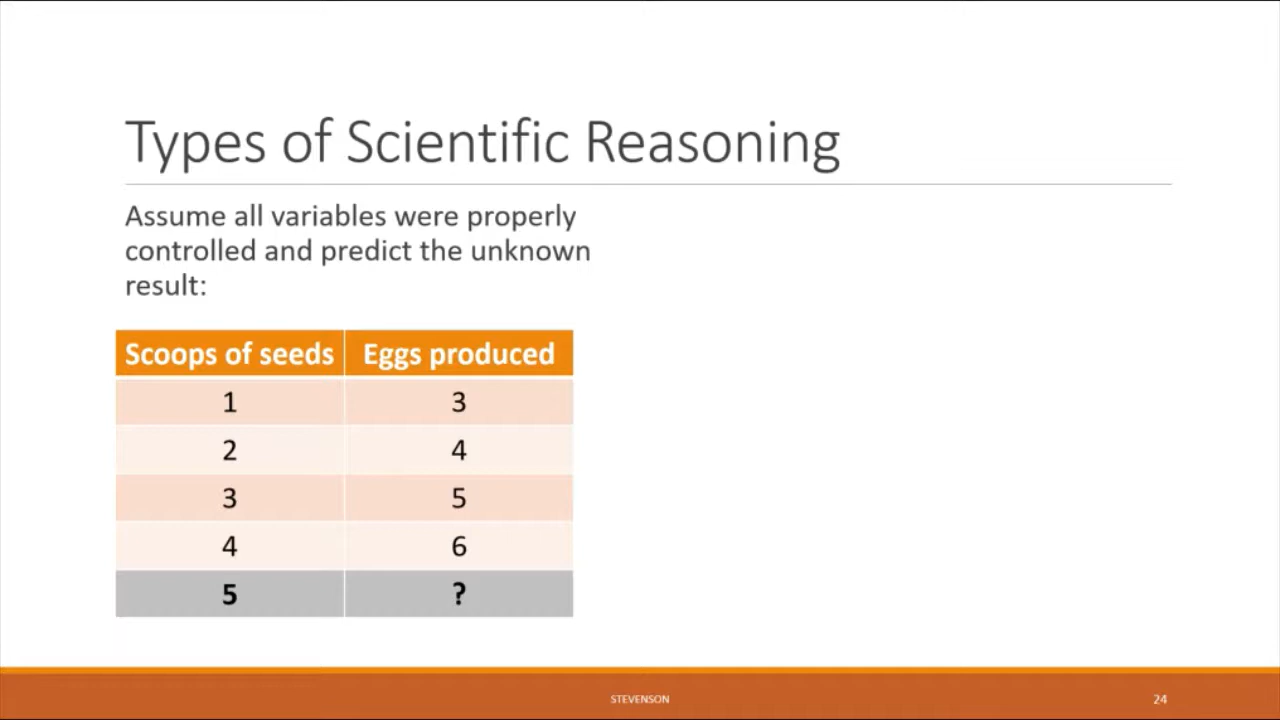 Types of Scientific Reasoning
Assume all variables were properly
controlled and predict the unknown
result:
Scoops of seeds Eggs produced
1 3
2 4
3 5
4 6
5 ?
STEVENSON 24